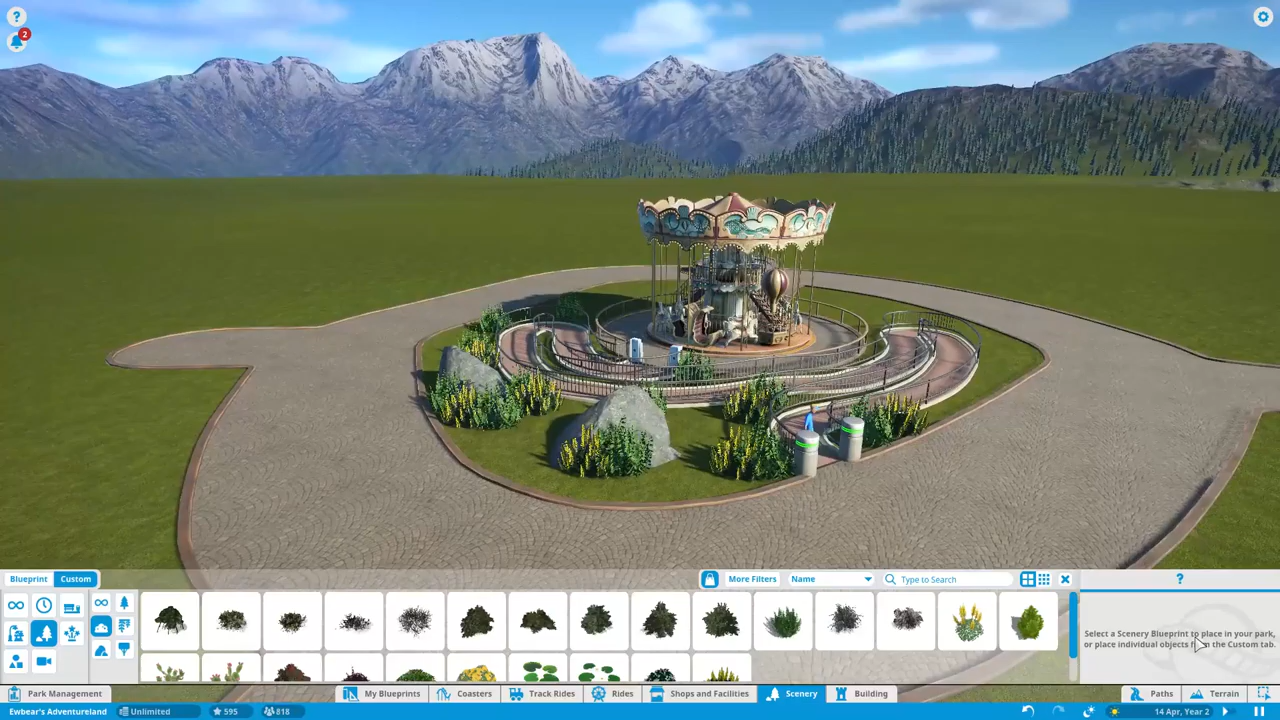 ?
2
Blueprint
Custom
More Filters
Name
Type to Search
?
Select a Scenery Blueprint to place in your park,
or place individual objects from the Custom tab.
Park Management
My Blueprints
Coasters
Track Rides
Rides
Shops and Facilities
Scenery
Building
Paths
Terrain
Ewbear's Adventureland
Unlimited
595
818
14 Apr, Year 2